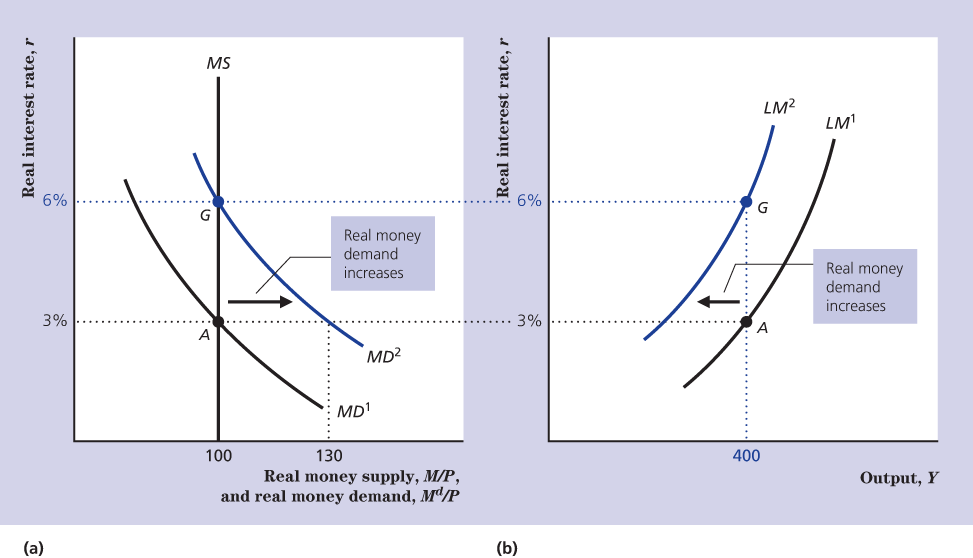 Real interest rate, r
MS
6%
G
Real money
demand
increases
3%
A
MD²
MD¹
100
130
Real money supply, M/P,
and real money demand, Mᵈ/P
(a)
Real interest rate, r
LM²
LM¹
6%
G
Real money
demand
increases
3%
A
400
Output, Y
(b)